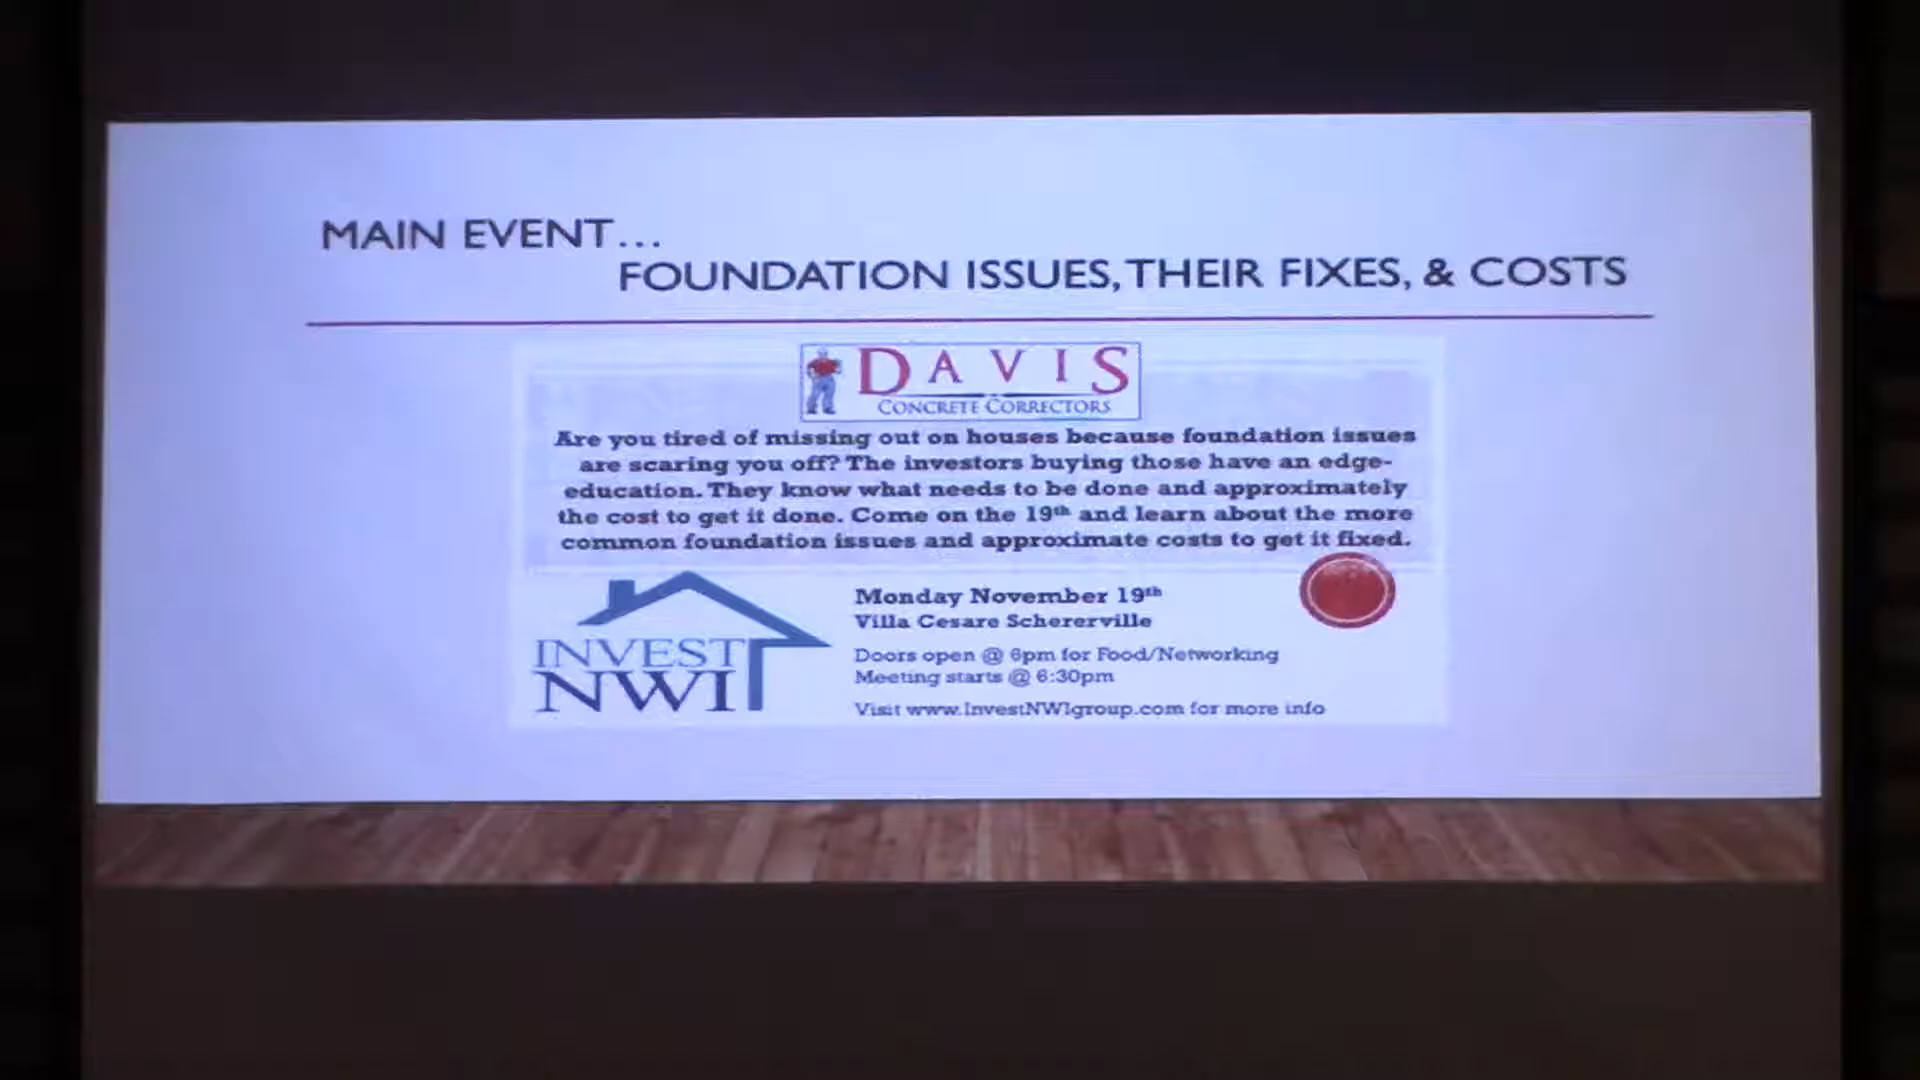 MAIN EVENT...
FOUNDATION ISSUES, THEIR FIXES, & COSTS
DAVIS
CONCRETE CORRECTORS
Are you tired of missing out on houses because foundation issues
are scaring you off? The investors buying those have an edge-
education. They know what needs to be done and approximately
the cost to get it done. Come on the 19th and learn about the more
common foundation issues and approximate costs to get it fixed.
Monday November 19th
Villa Cesare Schererville
Doors open @ 6pm for Food/Networking
Meeting starts @ 6:30pm
Visit www.InvestNWIgroup.com for more info
INVEST
NWI